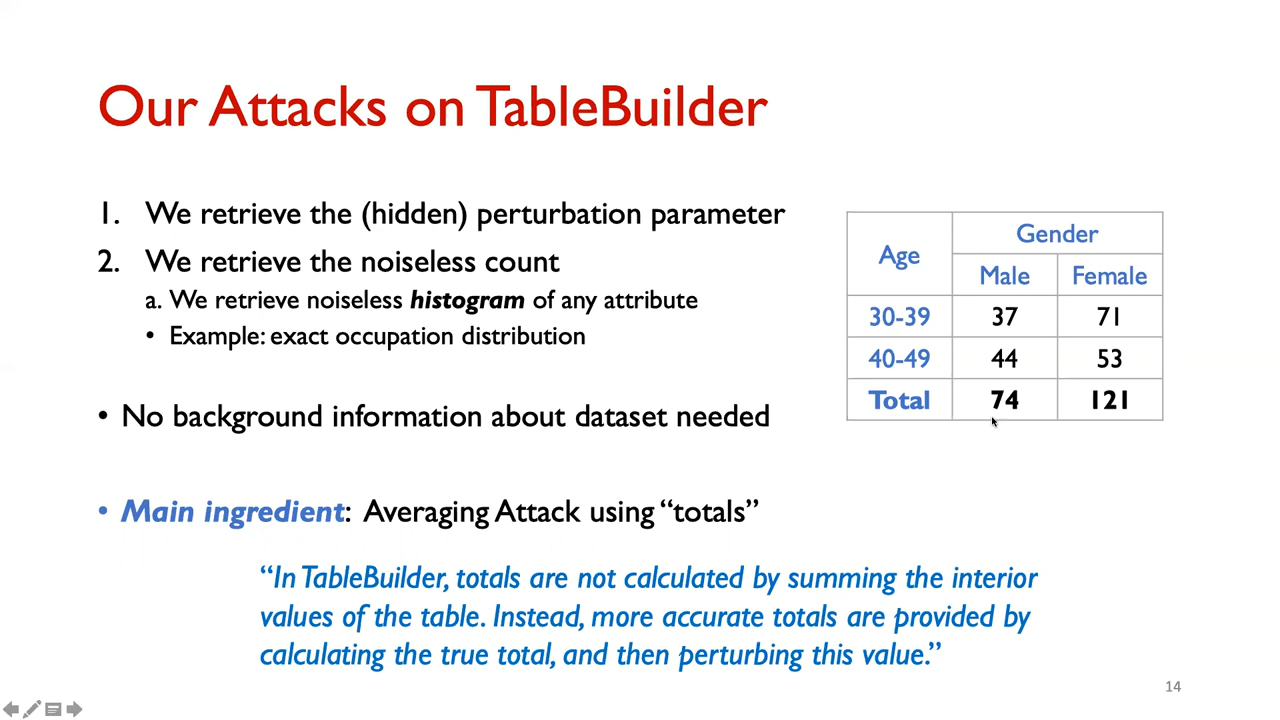 Our Attacks on TableBuilder
1. We retrieve the (hidden) perturbation parameter
2. We retrieve the noiseless count
a. We retrieve noiseless histogram of any attribute
• Example: exact occupation distribution
• No background information about dataset needed
• Main ingredient: Averaging Attack using “totals”
“In TableBuilder, totals are not calculated by summing the interior
values of the table. Instead, more accurate totals are provided by
calculating the true total, and then perturbing this value.”
Age Gender
Male Female
30-39 37 71
40-49 44 53
Total 74 121
14